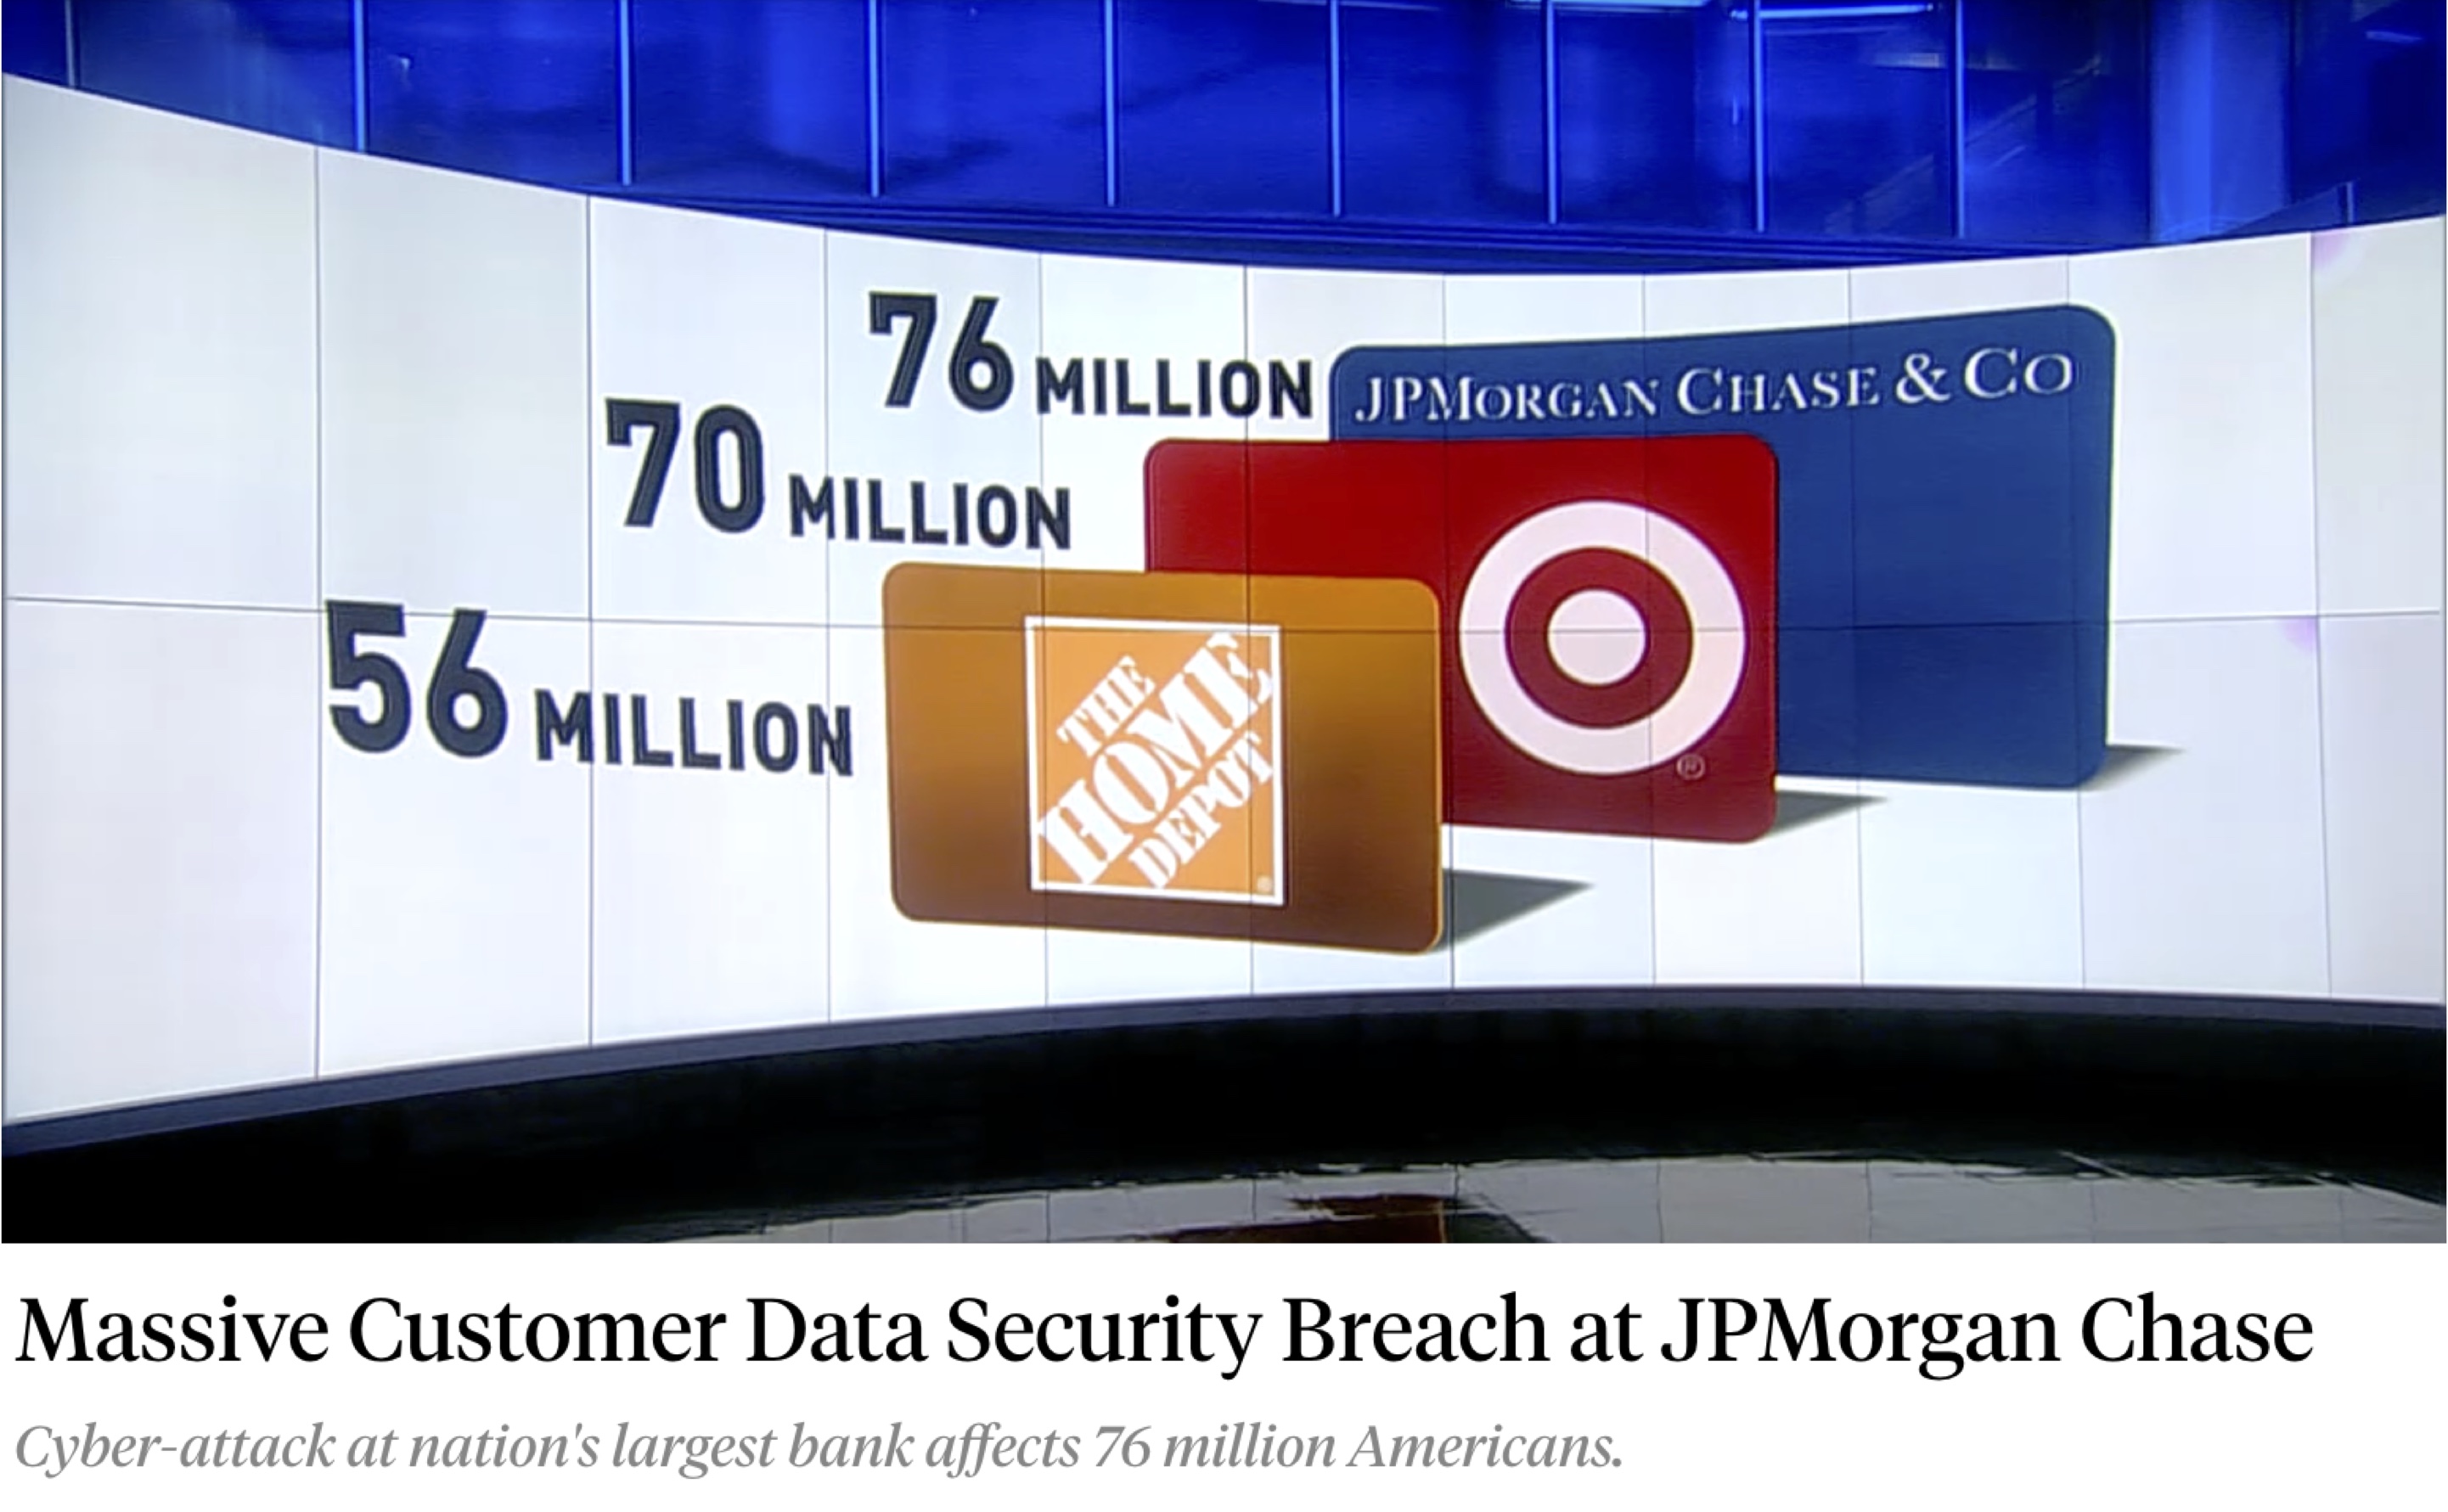 76 MILLION
JPMORGAN CHASE & CO
70 MILLION
56 MILLION
THE
HOME
DEPOT
®
®
Massive Customer Data Security Breach at JPMorgan Chase
Cyber-attack at nation's largest bank affects 76 million Americans.